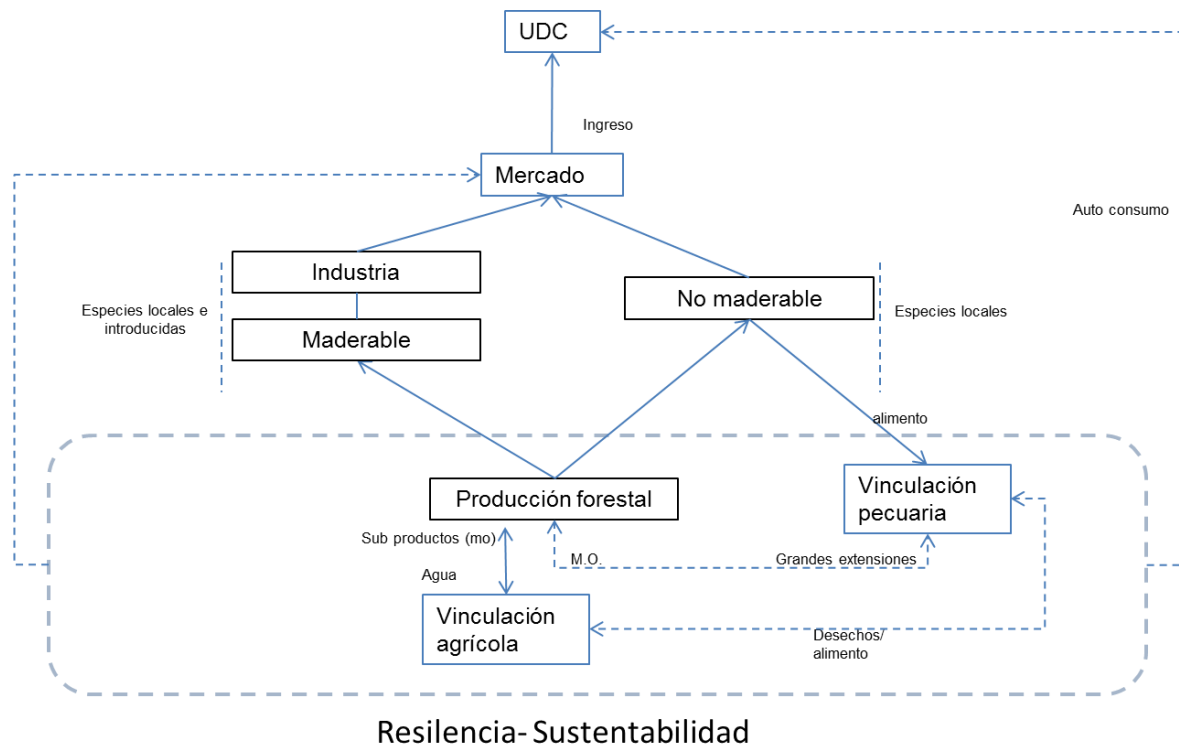 UDC
Ingreso
Mercado
Auto consumo
Industria
No maderable
Especies locales e
introducidas
Especies locales
Maderable
alimento
Producción forestal
Vinculación
pecuaria
Sub productos (mo)
M.O.
Grandes extensiones
Agua
Vinculación
agrícola
Desechos/
alimento
Resilencia- Sustentabilidad